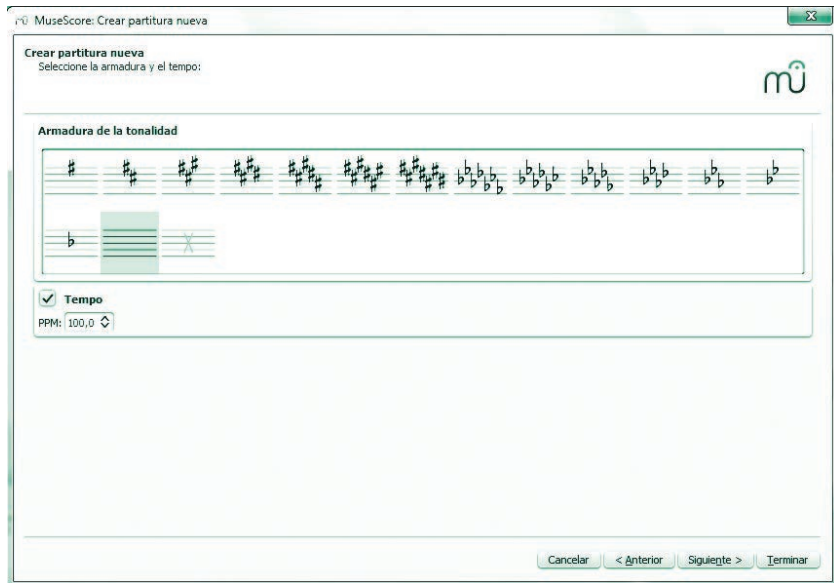 MuseScore: Crear partitura nueva
Crear partitura nueva
Seleccione la armadura y el tempo:
Armadura de la tonalidad
Tempo
PPM: 100,0
Cancelar < Anterior Siguiente > Terminar